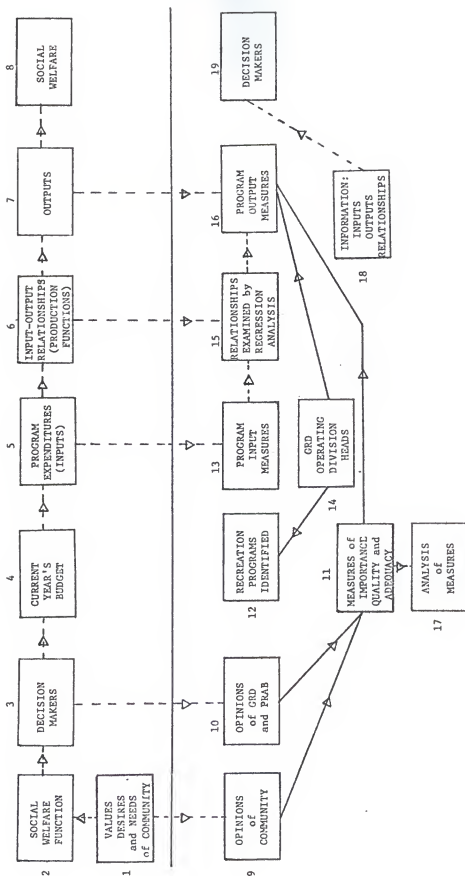 8
SOCIAL
WELFARE
7
OUTPUTS
6
INPUT-OUTPUT
RELATIONSHIPS
(PRODUCTION
FUNCTIONS)
5
PROGRAM
EXPENDITURES
(INPUTS)
4
CURRENT
YEAR'S
BUDGET
3
DECISION
MAKERS
2
SOCIAL
WELFARE
FUNCTION
1
VALUES
DESIRES
and NEEDS
of COMMUNITY
9
OPINIONS
of
COMMUNITY
10
OPINIONS
of GRD
and PRAB
11
MEASURES of
IMPORTANCE
QUALITY and
ADEQUACY
12
RECREATION
PROGRAMS
IDENTIFIED
13
PROGRAM
INPUT
MEASURES
14
GRD
OPERATING
DIVISION
HEADS
15
RELATIONSHIPS
EXAMINED by
REGRESSION
ANALYSIS
16
PROGRAM
OUTPUT
MEASURES
17
ANALYSIS
of
MEASURES
18
INFORMATION:
INPUTS
OUTPUTS
RELATIONSHIPS
19
DECISION
MAKERS